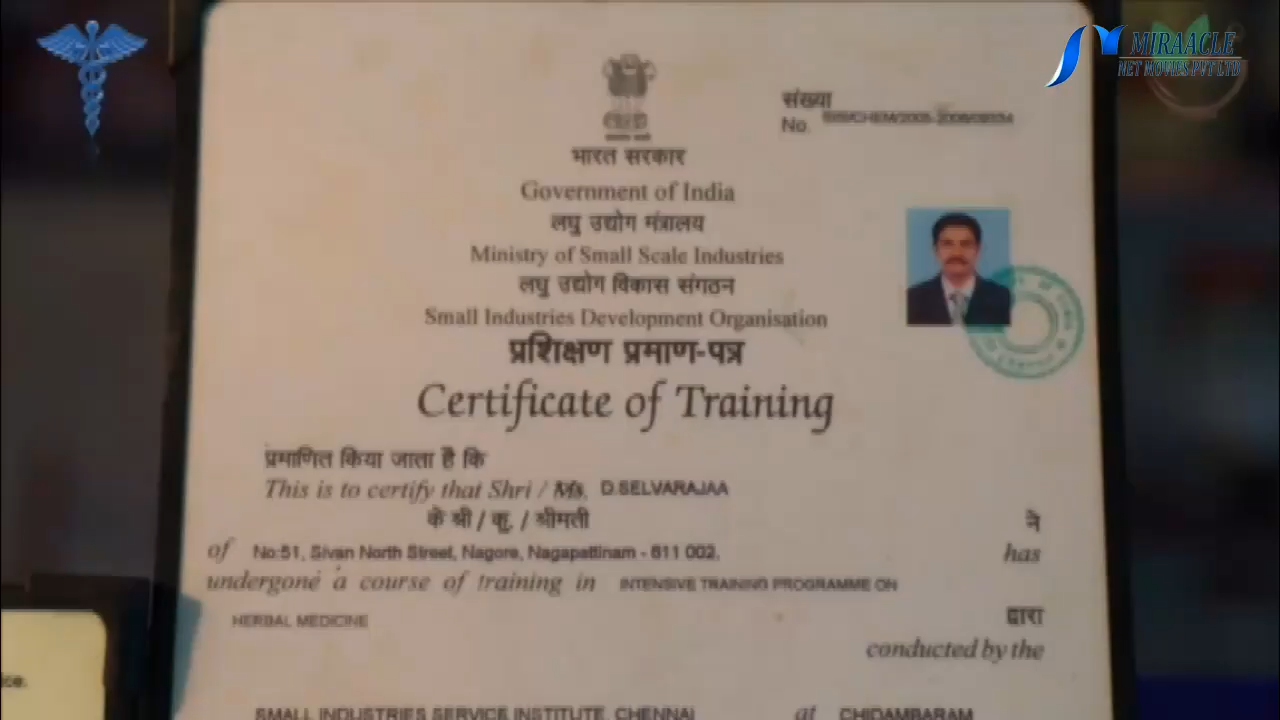 MIRAACLE
NET MOVIES PVT LTD
संख्या
No.
भारत सरकार
Government of India
लघु उद्योग मंत्रालय
Ministry of Small Scale Industries
लघु उद्योग विकास संगठन
Small Industries Development Organisation
प्रशिक्षण प्रमाण-पत्र
Certificate of Training
प्रमाणित किया जाता है कि
This is to certify that Shri / Ms. D.SELVARAJAA
के श्री / कु. / श्रीमती ने
of No:51, Sivan North Street, Nagore, Nagapattinam - 611 002. has
undergone a course of training in INTENSIVE TRAINING PROGRAMME ON
HERBAL MEDICINE द्वारा
conducted by the
SMALL INDUSTRIES SERVICE INSTITUTE, CHENNAI at CHIDAMBARAM